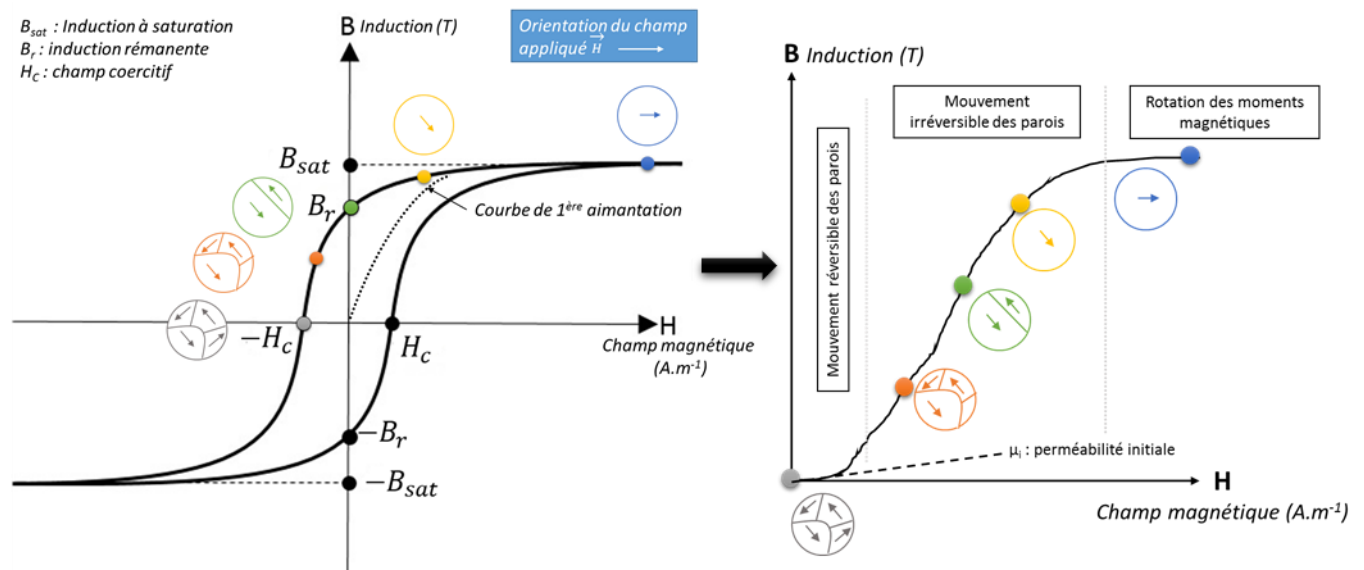 B_sat : Induction à saturation
B_r : induction rémanente
H_C : champ coercitif
B Induction (T)
Orientation du champ
appliqué H
B_sat
B_r
Courbe de 1ère aimantation
−H_c
H_c
H
Champ magnétique
(A.m⁻¹)
−B_r
−B_sat
B Induction (T)
Mouvement réversible des parois
Mouvement
irréversible des parois
Rotation des moments
magnétiques
µi : perméabilité initiale
H
Champ magnétique (A.m⁻¹)